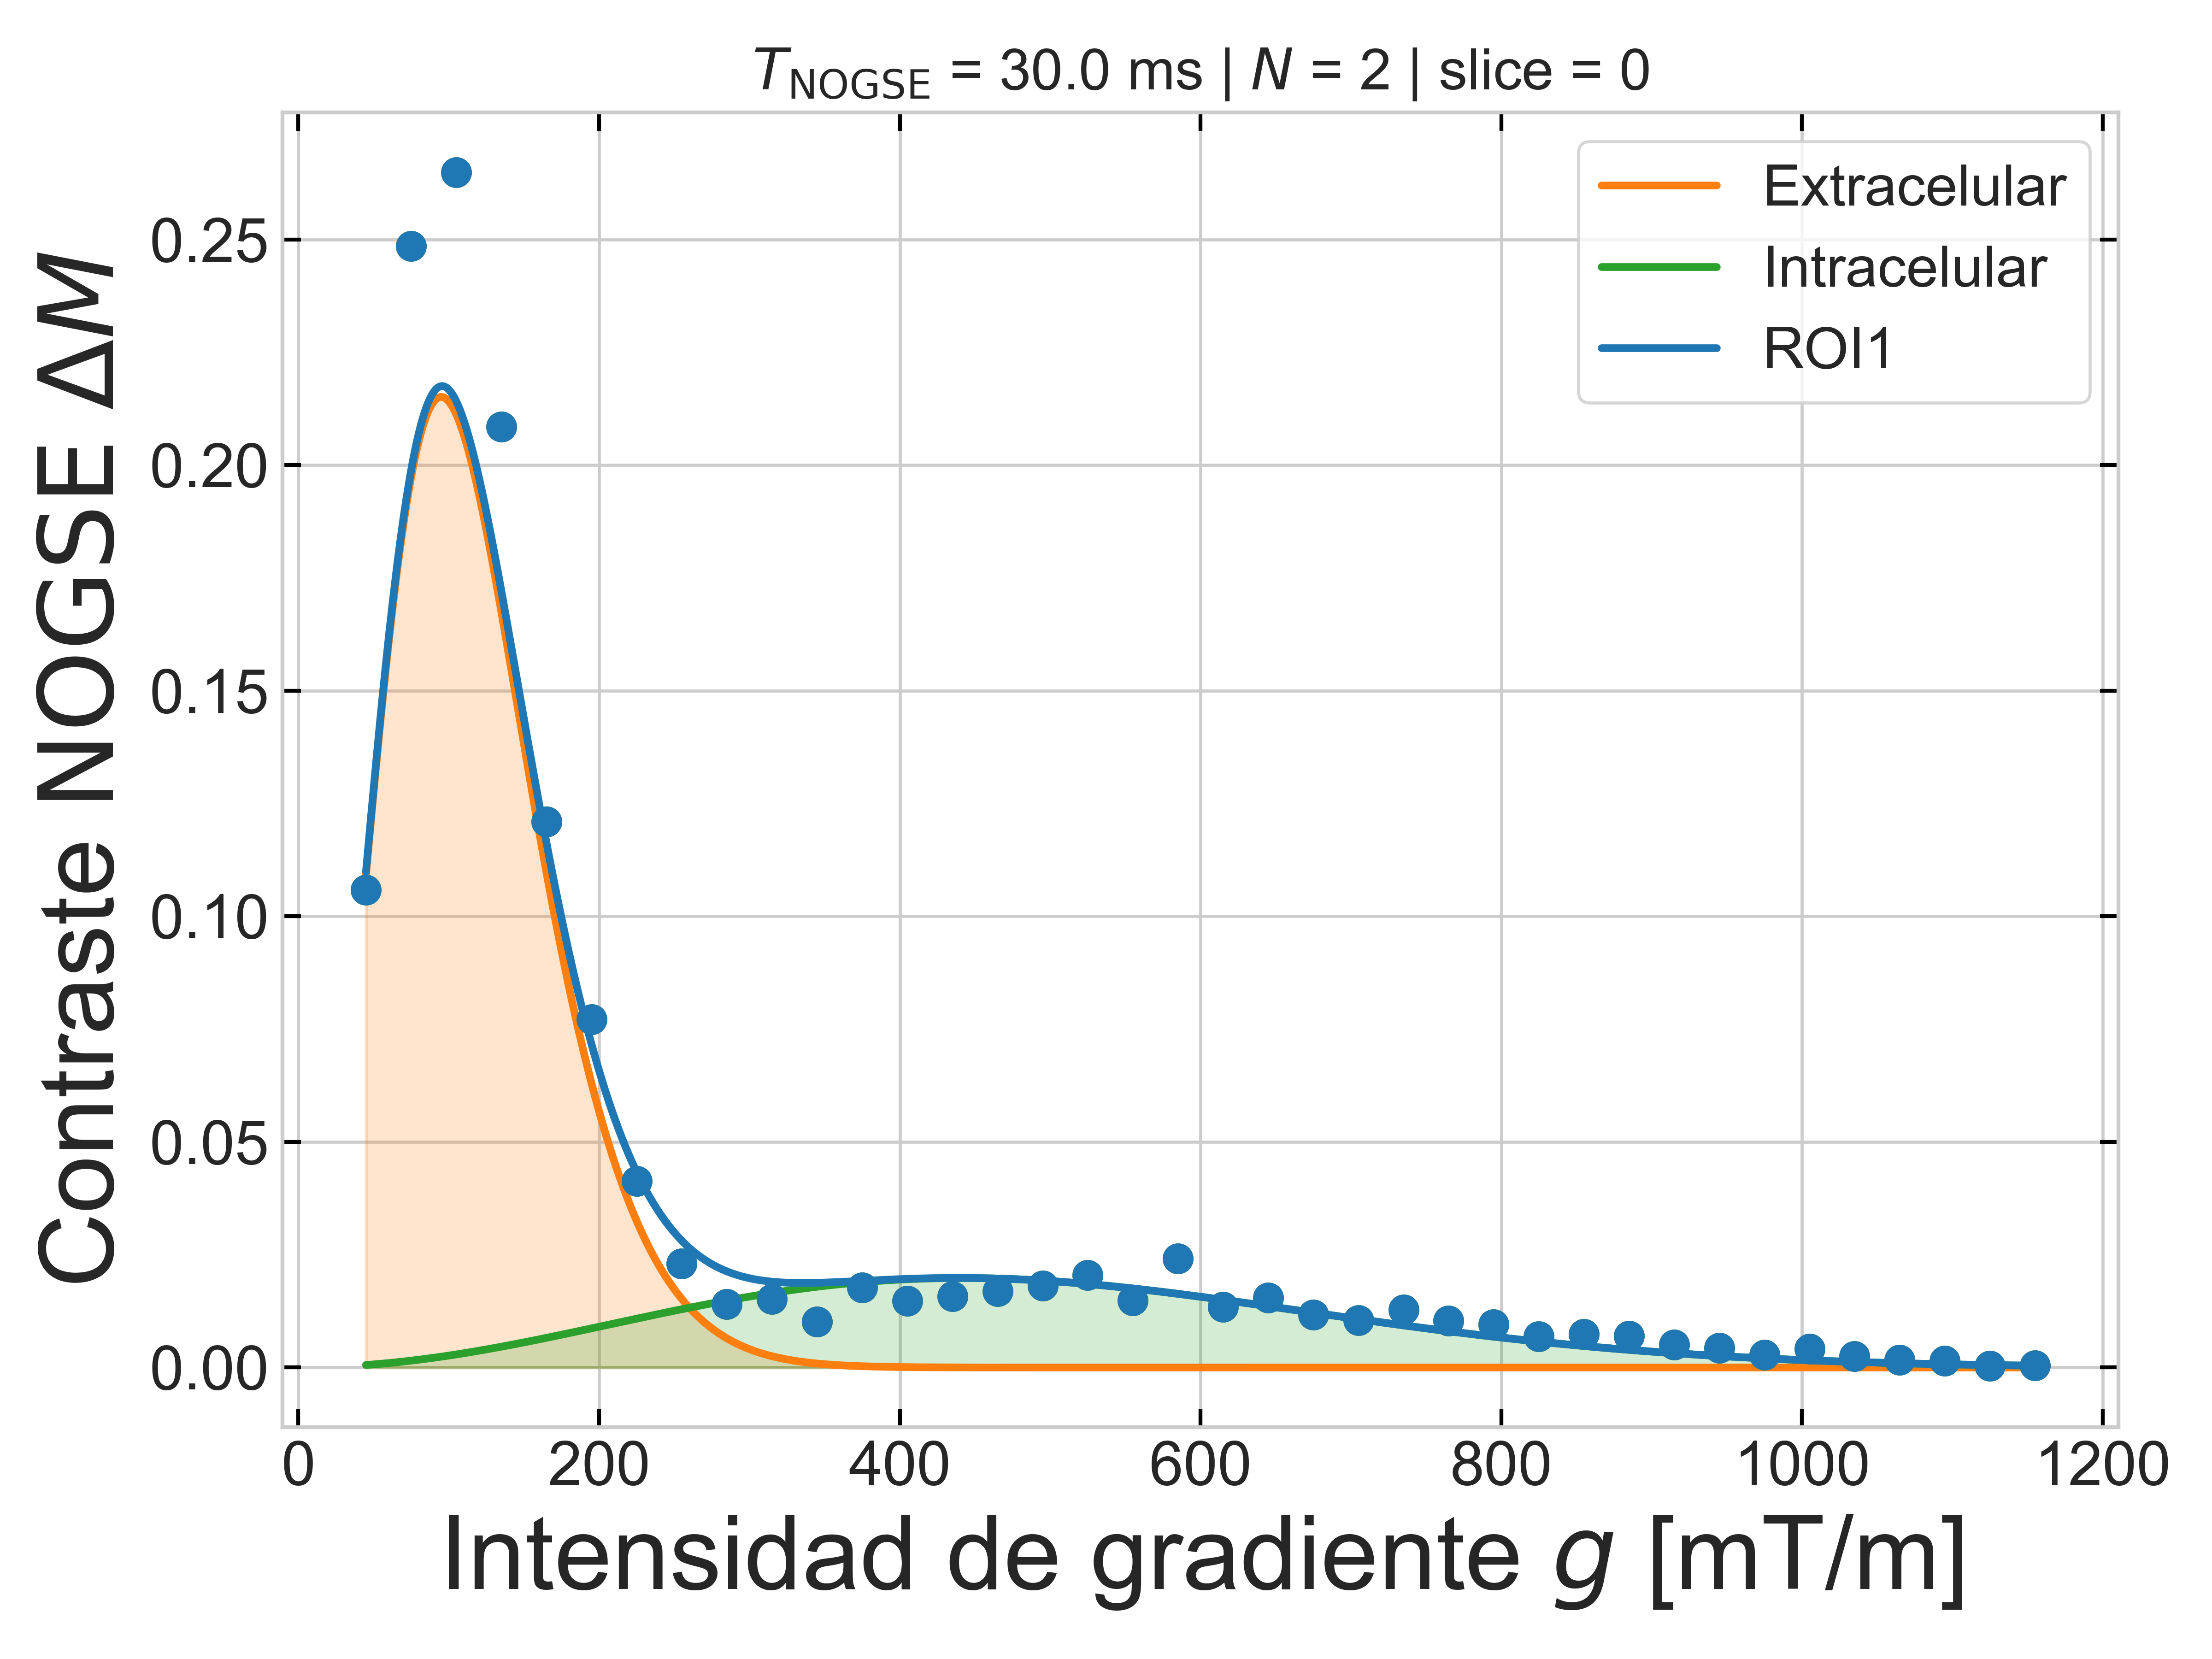 T_NOGSE = 30.0 ms | N = 2 | slice = 0
Extracelular
Intracelular
ROI1
Contraste NOGSE ΔM
0.25
0.20
0.15
0.10
0.05
0.00
0 200 400 600 800 1000 1200
Intensidad de gradiente g [mT/m]